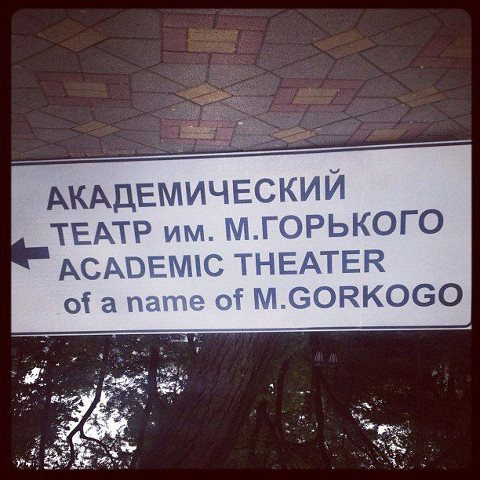 АКАДЕМИЧЕСКИЙ
ТЕАТР им. М.ГОРЬКОГО
ACADEMIC THEATER
of a name of M.GORKOGO